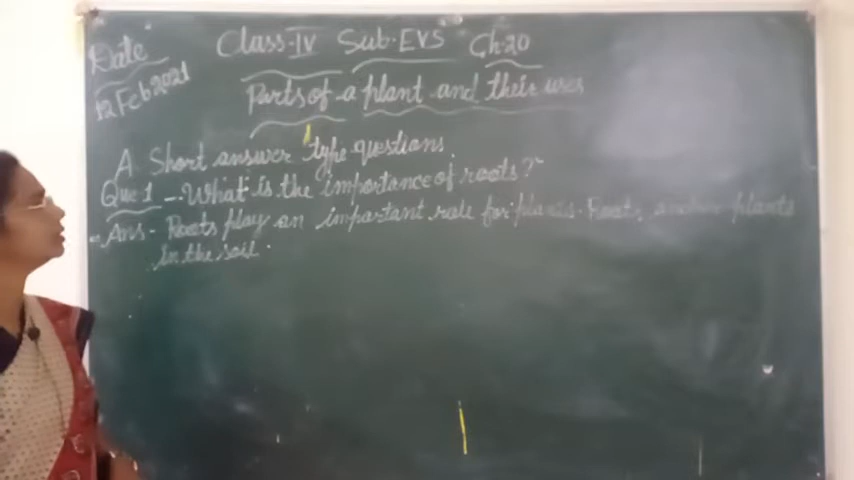 Date
12 Feb 2021
Class-IV Sub-EVS Ch-20
Parts of a plant and their uses
A. Short answer type questions
Que 1 - What is the importance of roots?
Ans - Roots play an important role for plants. Roots anchor plants
in the soil.